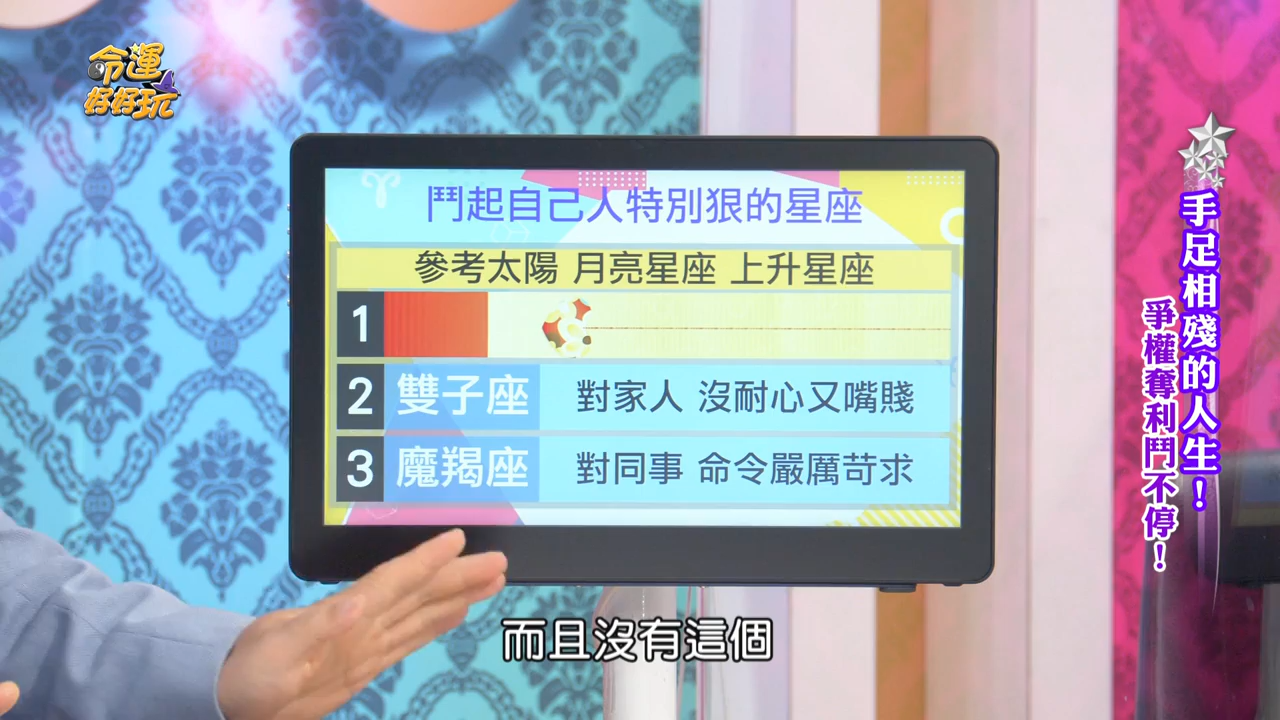 命運
好好玩
鬥起自己人特別狠的星座
參考太陽 月亮星座 上升星座
1
2 雙子座 對家人 沒耐心又嘴賤
3 魔羯座 對同事 命令嚴厲苛求
手足相殘的人生！
爭權奪利鬥不停！
而且沒有這個